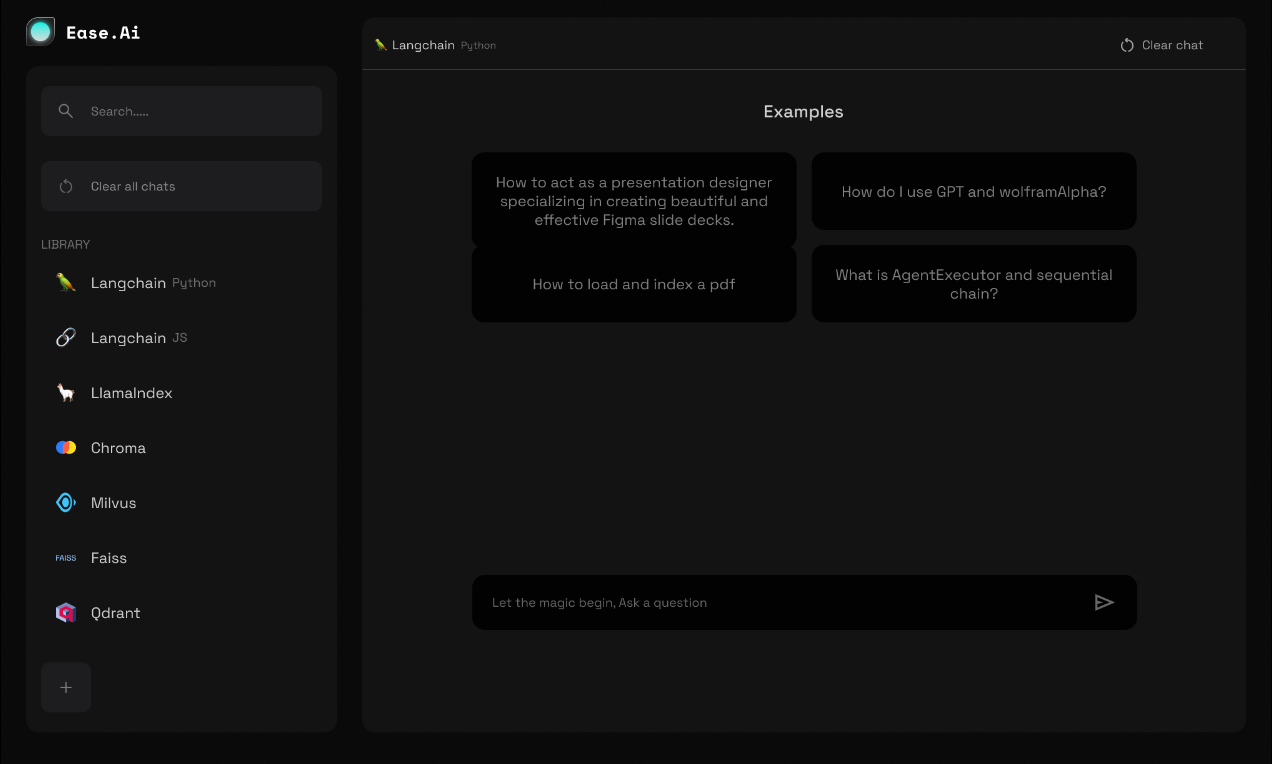 Ease.Ai
Search.....
Clear all chats
LIBRARY
Langchain Python
Langchain JS
LlamaIndex
Chroma
Milvus
FAISS Faiss
Qdrant
+
Langchain Python
Clear chat
Examples
How to act as a presentation designer
specializing in creating beautiful and
effective Figma slide decks.
How do I use GPT and wolframAlpha?
How to load and index a pdf
What is AgentExecutor and sequential
chain?
Let the magic begin, Ask a question